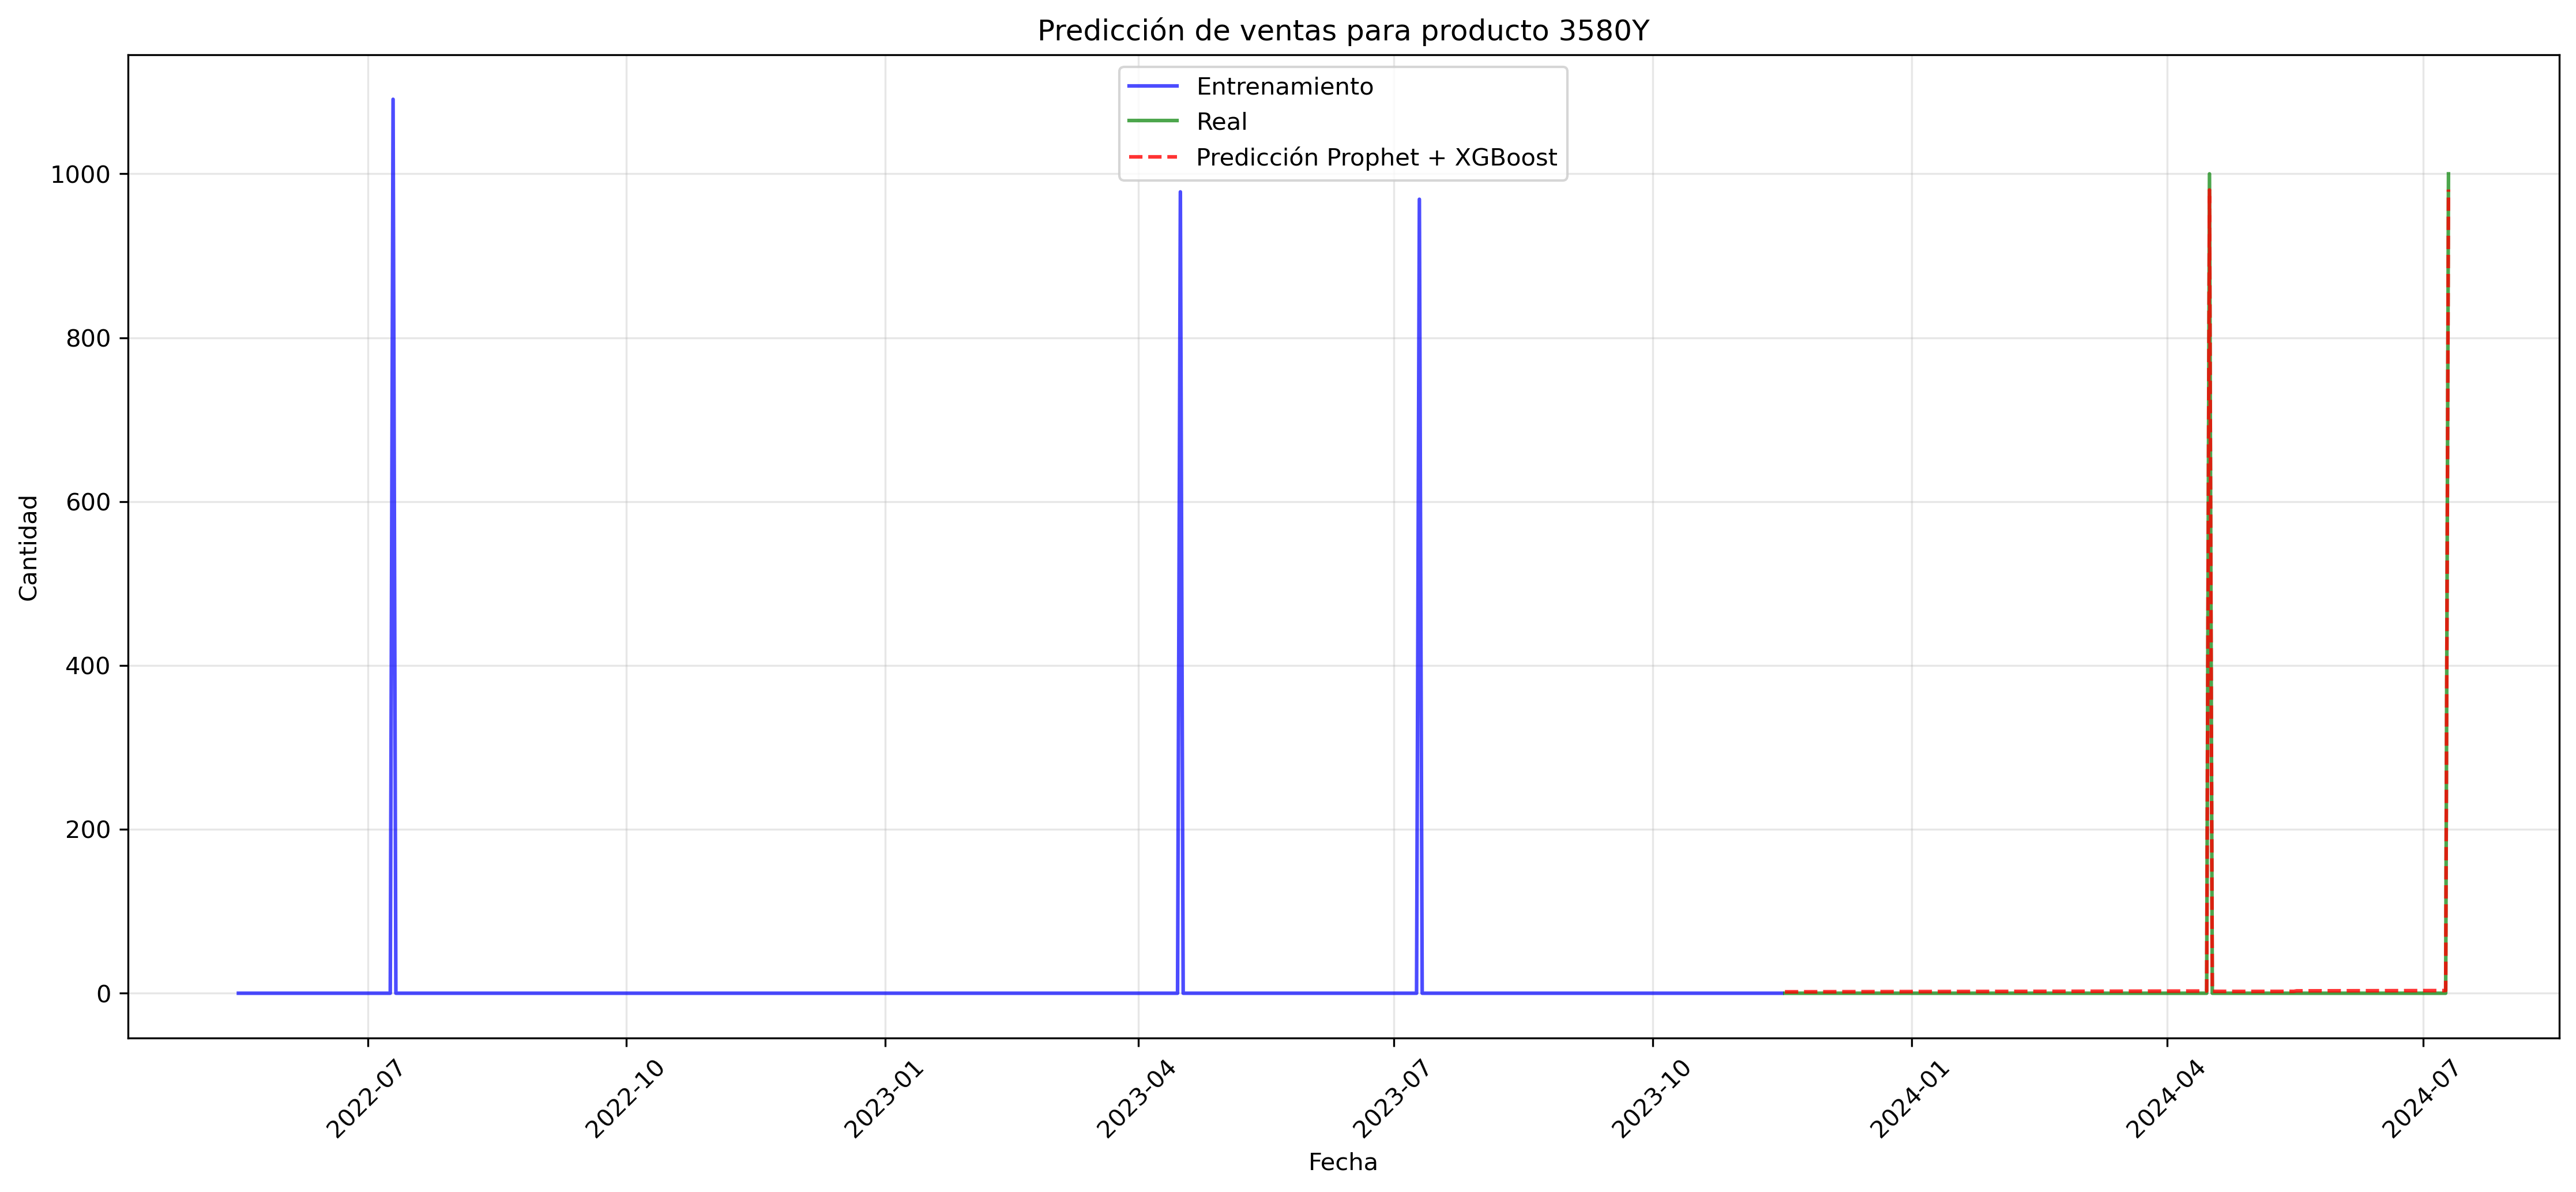 Predicción de ventas para producto 3580Y
Entrenamiento
Real
Predicción Prophet + XGBoost
1000
800
600
400
200
0
Cantidad
2022-07
2022-10
2023-01
2023-04
2023-07
2023-10
2024-01
2024-04
2024-07
Fecha